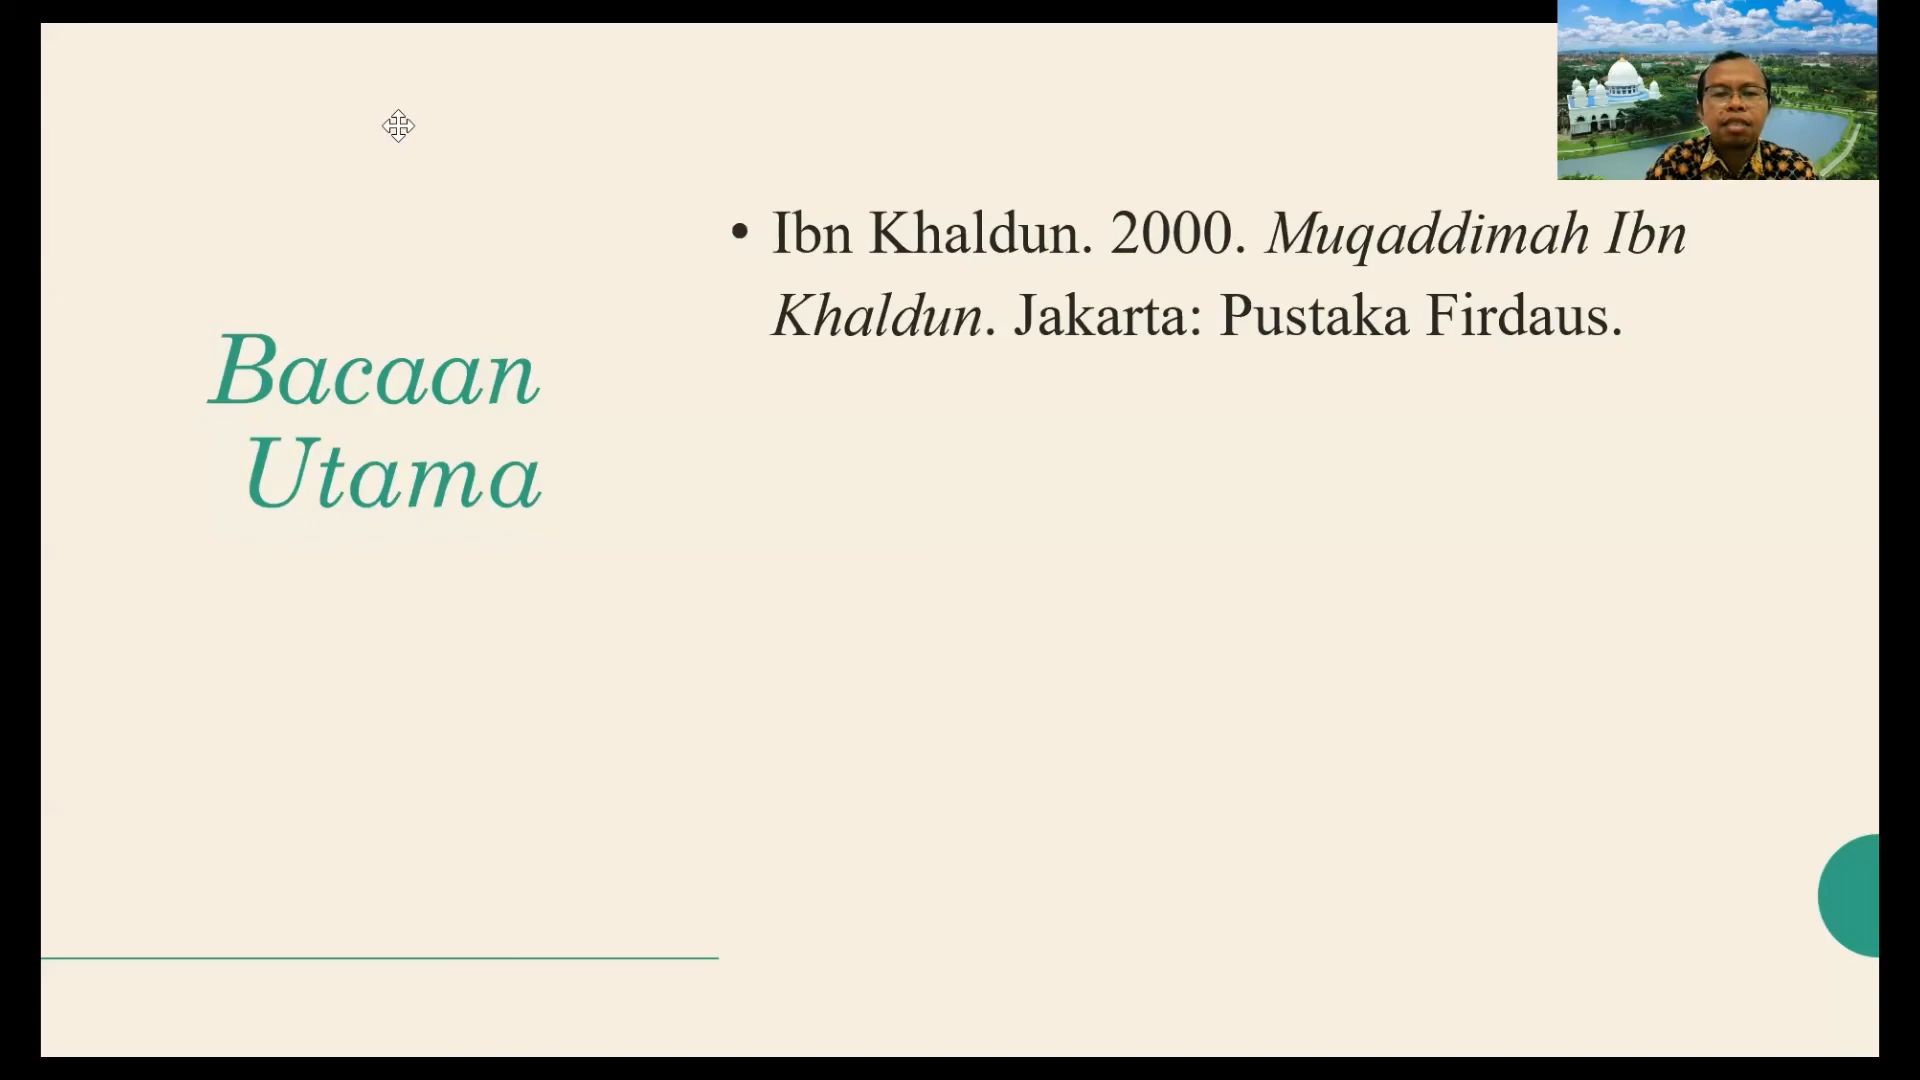 Bacaan
Utama
• Ibn Khaldun. 2000. Muqaddimah Ibn
Khaldun. Jakarta: Pustaka Firdaus.